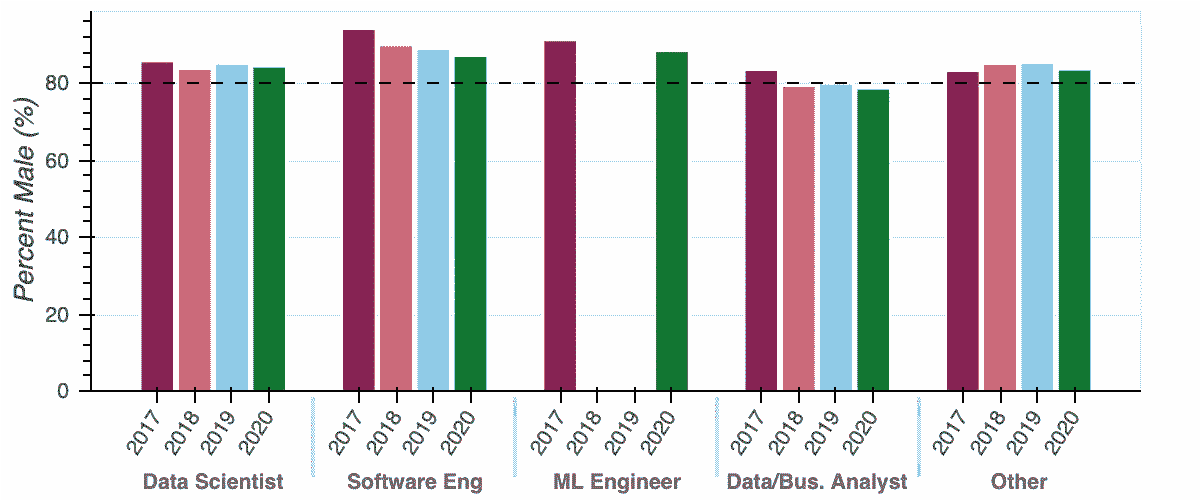 Percent Male (%)
80
60
40
20
0
2017 2018 2019 2020 2017 2018 2019 2020 2017 2018 2019 2020 2017 2018 2019 2020 2017 2018 2019 2020
Data Scientist Software Eng ML Engineer Data/Bus. Analyst Other